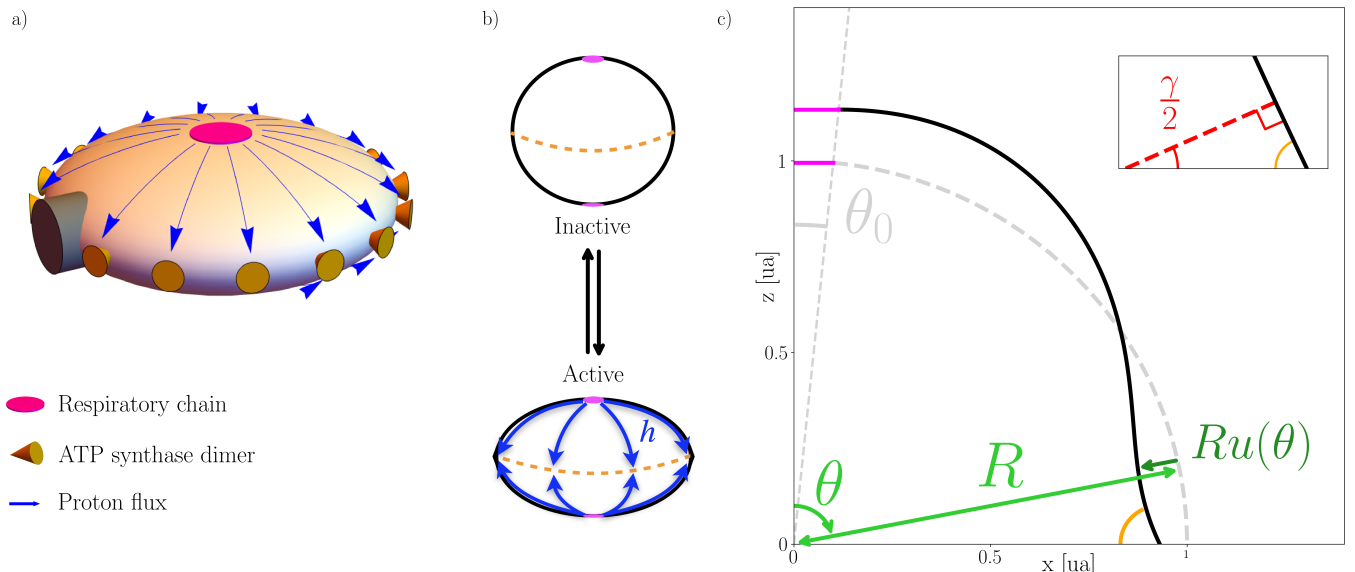 a)
Respiratory chain
ATP synthase dimer
Proton flux
b)
Inactive
Active
h
c)
γ/2
θ₀
z [ua]
1
0.5
0
Ru(θ)
R
θ
0
0.5
1
x [ua]